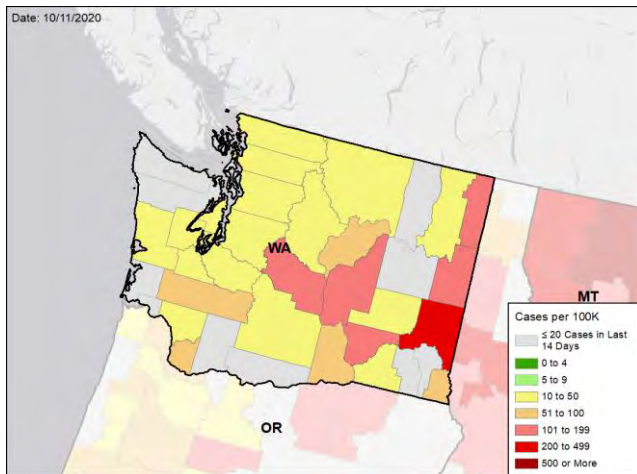 Date: 10/11/2020
WA
MT
OR
Cases per 100K
≤ 20 Cases in Last
14 Days
0 to 4
5 to 9
10 to 50
51 to 100
101 to 199
200 to 499
500 or More